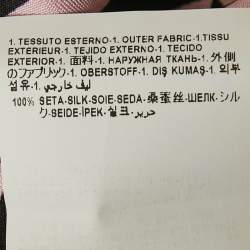 1. TESSUTO ESTERNO-1. OUTER FABRIC-1.TISSU
EXTERIEUR-1. TEJIDO EXTERNO-1. TECIDO
EXTERIOR-1. 面料-1. НАРУЖНАЯ ТКАНЬ-1. 外側
のファブリック-1. OBERSTOFF-1. DIŞ KUMAŞ-1. 외부
섬유-1. ليف خارجي
100% SETA-SILK-SOIE-SEDA-桑蚕丝-ШЕЛК-シル
ク-SEIDE-İPEK-실크-حرير